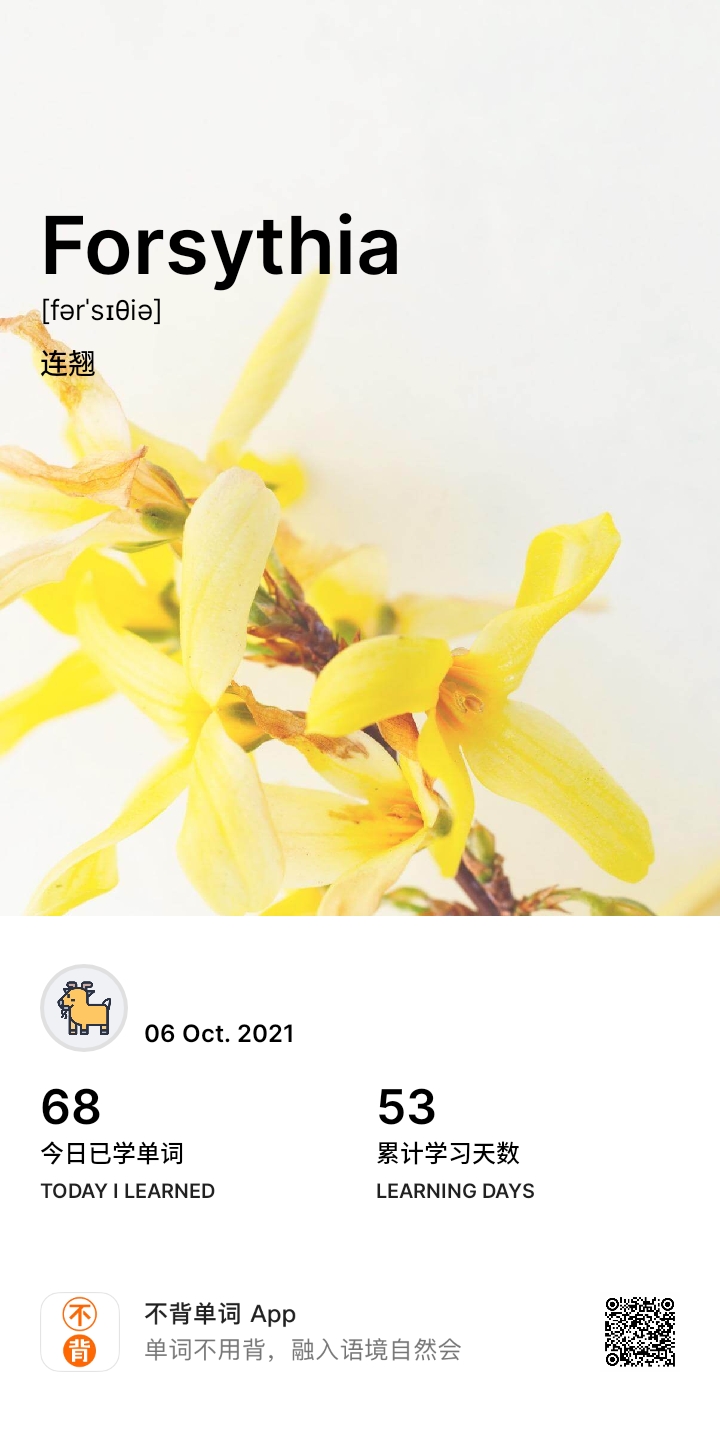 Forsythia
[fərˈsɪθiə]
连翘
06 Oct. 2021
68
今日已学单词
TODAY I LEARNED
53
累计学习天数
LEARNING DAYS
不
背
不背单词 App
单词不用背，融入语境自然会